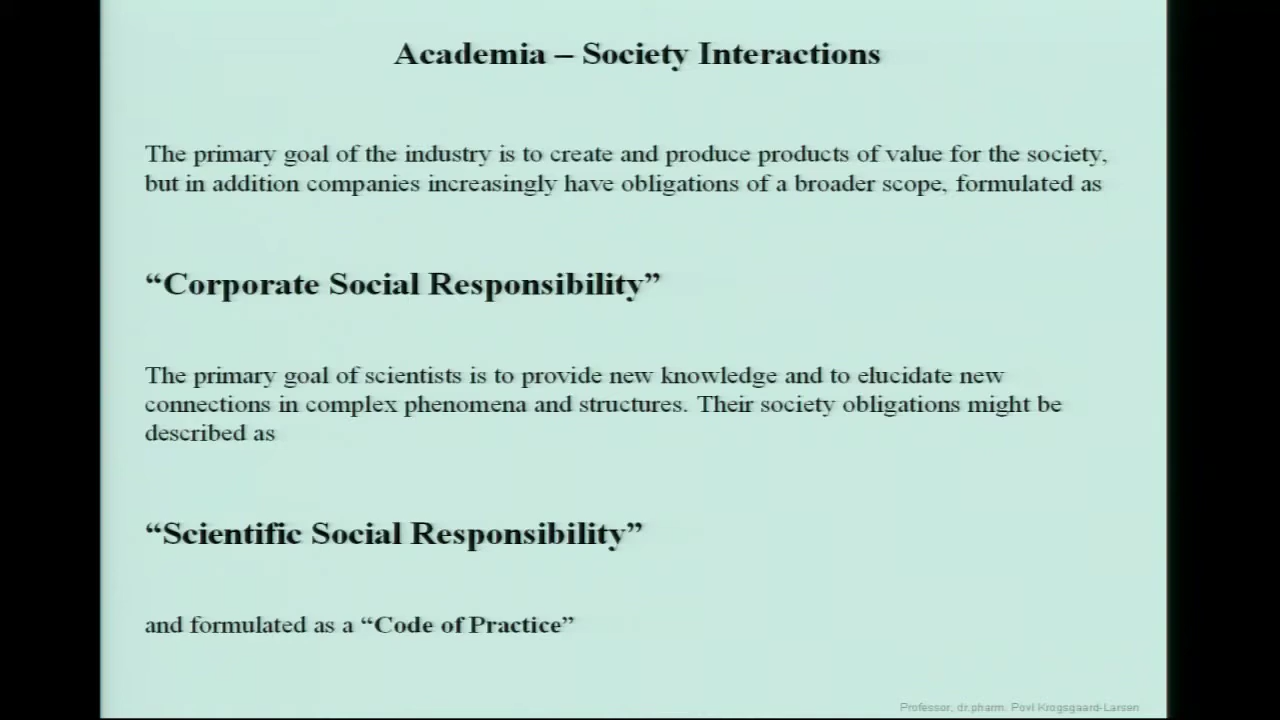 Academia – Society Interactions
The primary goal of the industry is to create and produce products of value for the society,
but in addition companies increasingly have obligations of a broader scope, formulated as
“Corporate Social Responsibility”
The primary goal of scientists is to provide new knowledge and to elucidate new
connections in complex phenomena and structures. Their society obligations might be
described as
“Scientific Social Responsibility”
and formulated as a “Code of Practice”
Professor, dr.pharm. Povl Krogsgaard-Larsen